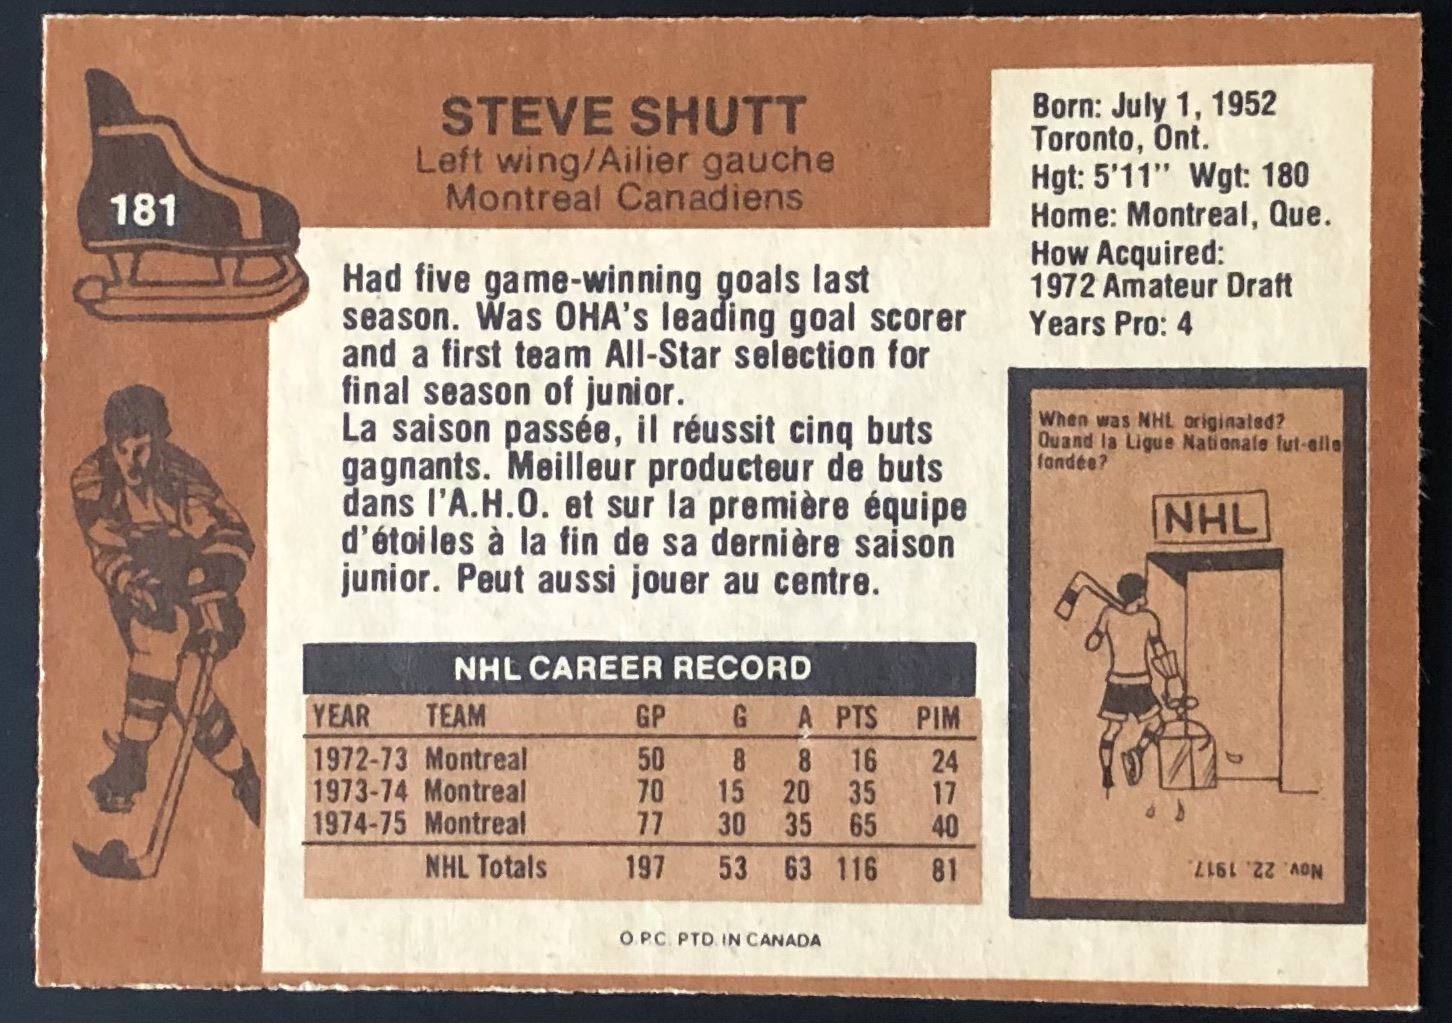 STEVE SHUTT
Left wing/Ailier gauche
Montreal Canadiens
181
Born: July 1, 1952
Toronto, Ont.
Hgt: 5'11" Wgt: 180
Home: Montreal, Que.
How Acquired:
1972 Amateur Draft
Years Pro: 4
Had five game-winning goals last
season. Was OHA's leading goal scorer
and a first team All-Star selection for
final season of junior.
La saison passée, il réussit cinq buts
gagnants. Meilleur producteur de buts
dans l'A.H.O. et sur la première équipe
d'étoiles à la fin de sa dernière saison
junior. Peut aussi jouer au centre.
When was NHL originated?
Quand la Ligue Nationale fut-elle
fondée?
NHL
Nov. 22, 1917.
NHL CAREER RECORD
YEAR TEAM GP G A PTS PIM
1972-73 Montreal 50 8 8 16 24
1973-74 Montreal 70 15 20 35 17
1974-75 Montreal 77 30 35 65 40
NHL Totals 197 53 63 116 81
O.P.C. PTD. IN CANADA